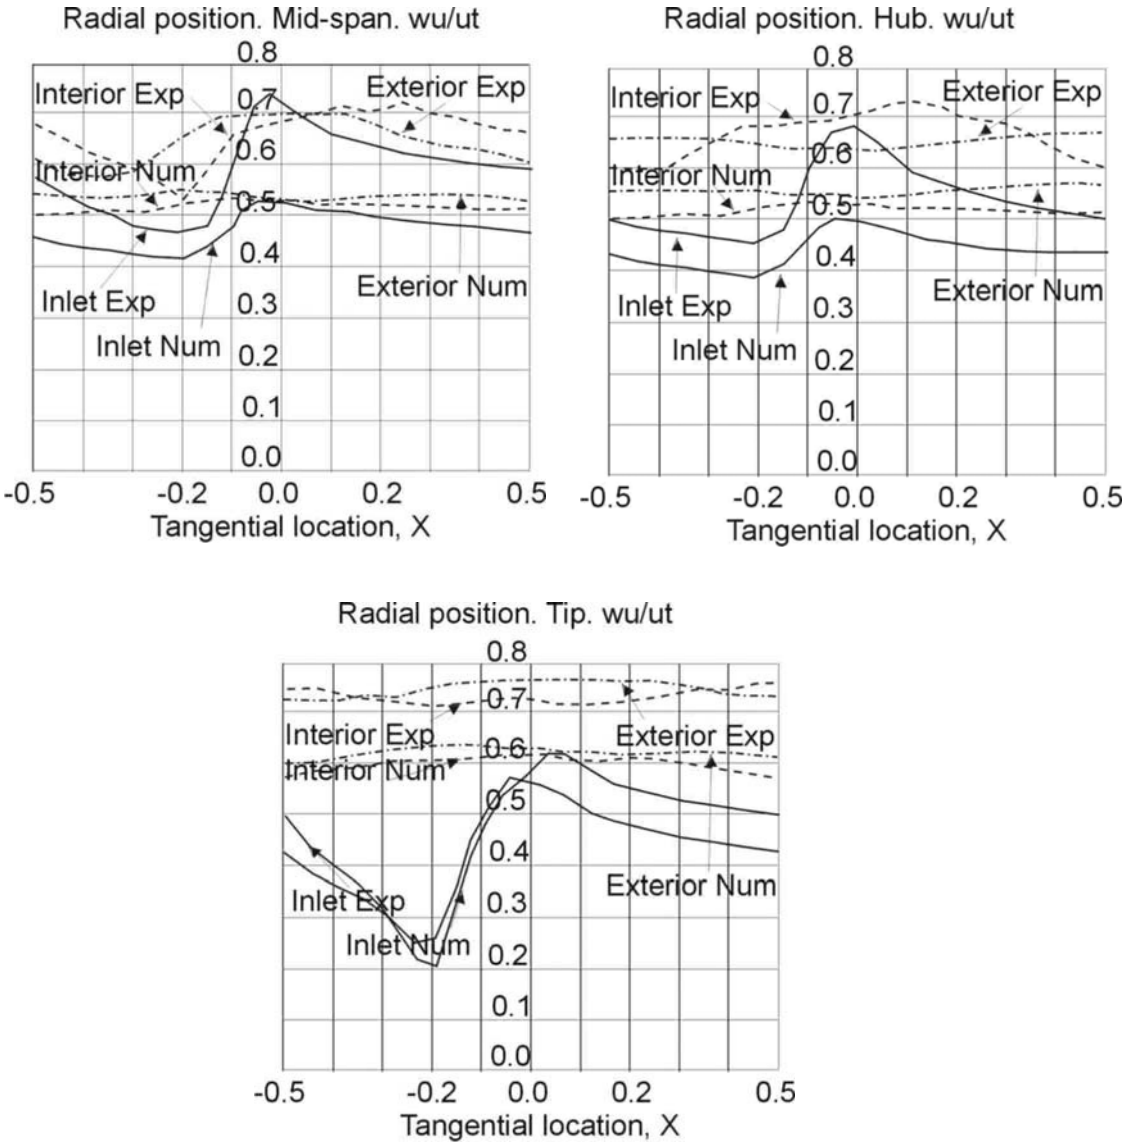 Radial position. Mid-span. wu/ut
0.8
Interior Exp
Exterior Exp
0.7
0.6
Interior Num
0.5
0.4
Exterior Num
Inlet Exp
0.3
Inlet Num
0.2
0.1
0.0
-0.5 -0.2 0.0 0.2 0.5
Tangential location, X
Radial position. Hub. wu/ut
0.8
Interior Exp
Exterior Exp
0.7
0.6
Interior Num
0.5
0.4
Exterior Num
Inlet Exp
0.3
Inlet Num
0.2
0.1
0.0
-0.5 -0.2 0.0 0.2 0.5
Tangential location, X
Radial position. Tip. wu/ut
0.8
0.7
Interior Exp
Exterior Exp
0.6
Interior Num
0.5
0.4
Exterior Num
Inlet Exp
0.3
Inlet Num
0.2
0.1
0.0
-0.5 -0.2 0.0 0.2 0.5
Tangential location, X